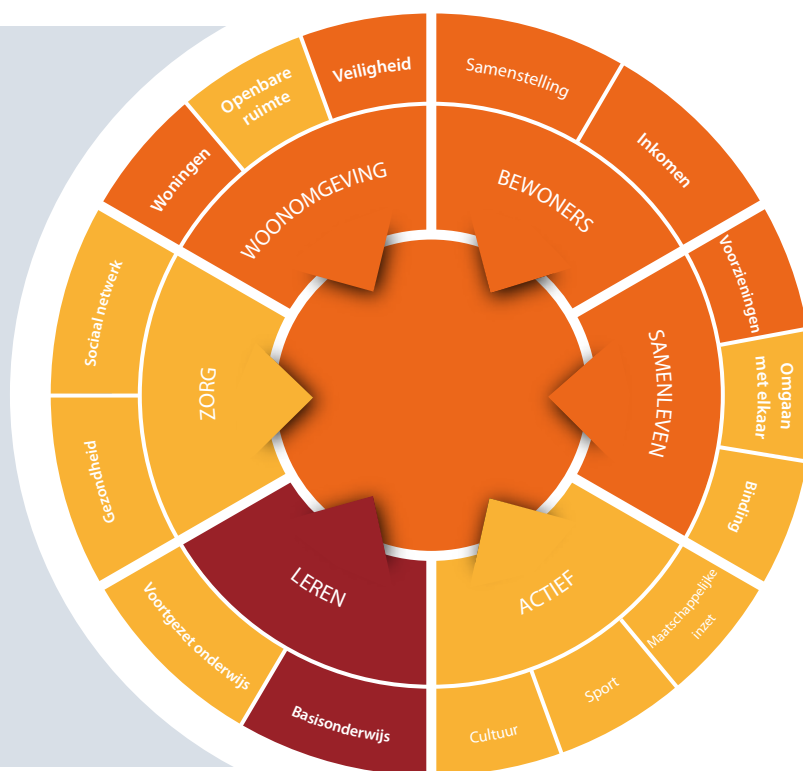 Veiligheid
Openbare
ruimte
Woningen
WOONOMGEVING
Samenstelling
Inkomen
BEWONERS
Voorzieningen
Omgaan
met elkaar
Binding
SAMENLEVEN
Maatschappelijke
inzet
Sport
Cultuur
ACTIEF
Basisonderwijs
Voortgezet onderwijs
LEREN
Gezondheid
Sociaal netwerk
ZORG